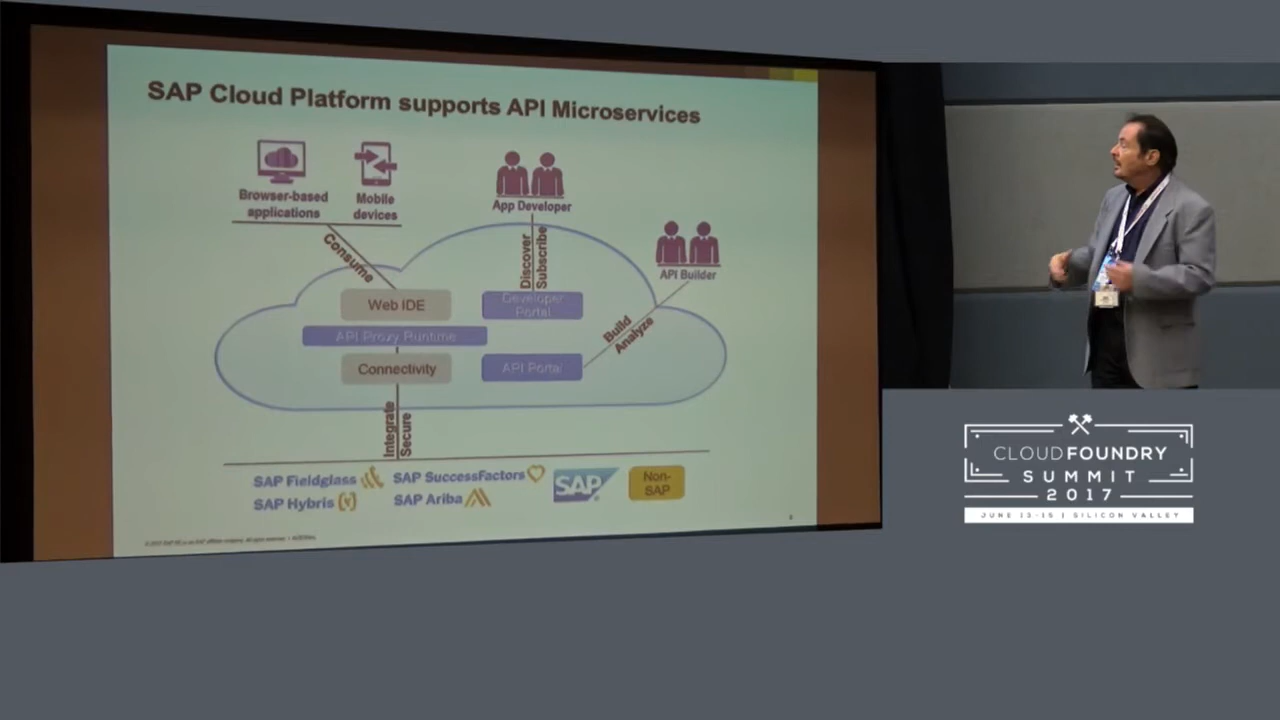 SAP Cloud Platform supports API Microservices
Browser-based
applications
Mobile
devices
App Developer
API Builder
Consume
Discover
Subscribe
Build
Analyze
Web IDE
Developer
Portal
API Proxy Runtime
Connectivity
API Portal
Integrate
Secure
SAP Fieldglass
SAP SuccessFactors
SAP Hybris
SAP Ariba
SAP
Non-
SAP
CLOUD FOUNDRY
SUMMIT
2017
JUNE 13-15 | SILICON VALLEY